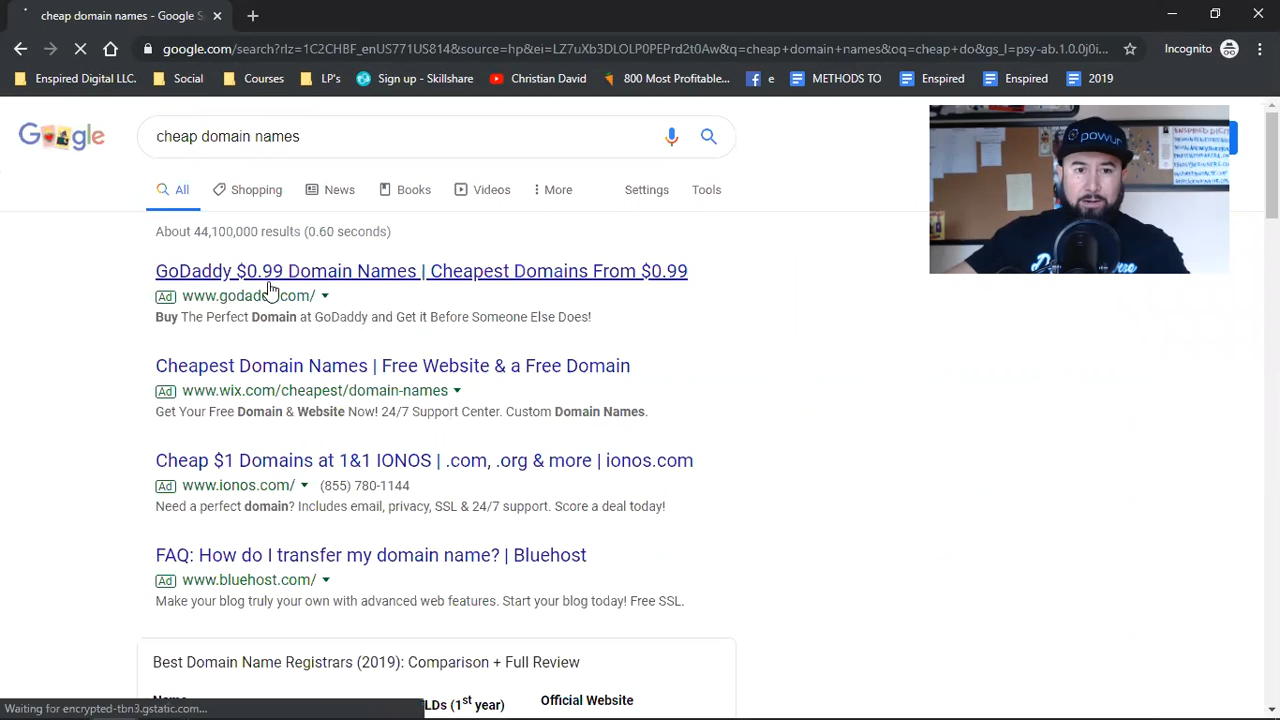 cheap domain names - G S
google.com/search?rlz=1C2CHBF_enUS771US814&source=hp&ei=LZ7uXb3DLOLP0PEPrd2t0Aw&q=cheap+domain+names&oq=cheap+do&gs_l=psy-ab.1.0.0j0i...
Incognito
Enspired Digital LLC. Social Courses LP's Sign up - Skillshare Christian David 800 Most Profitable... e METHODS TO Enspired Enspired 2019
Google
cheap domain names
All Shopping News Books More Settings Tools
About 44,100,000 results (0.60 seconds)
GoDaddy $0.99 Domain Names | Cheapest Domains From $0.99
Ad www.godaddy.com/
Buy The Perfect Domain at GoDaddy and Get it Before Someone Else Does!
Cheapest Domain Names | Free Website & a Free Domain
Ad www.wix.com/cheapest/domain-names
Get Your Free Domain & Website Now! 24/7 Support Center. Custom Domain Names.
Cheap $1 Domains at 1&1 IONOS | .com, .org & more | ionos.com
Ad www.ionos.com/ (855) 780-1144
Need a perfect domain? Includes email, privacy, SSL & 24/7 support. Score a deal today!
FAQ: How do I transfer my domain name? | Bluehost
Ad www.bluehost.com/
Make your blog truly your own with advanced web features. Start your blog today! Free SSL.
Best Domain Name Registrars (2019): Comparison + Full Review
LDs (1st year) Official Website
Waiting for encrypted-tbn3.gstatic.com...
powur